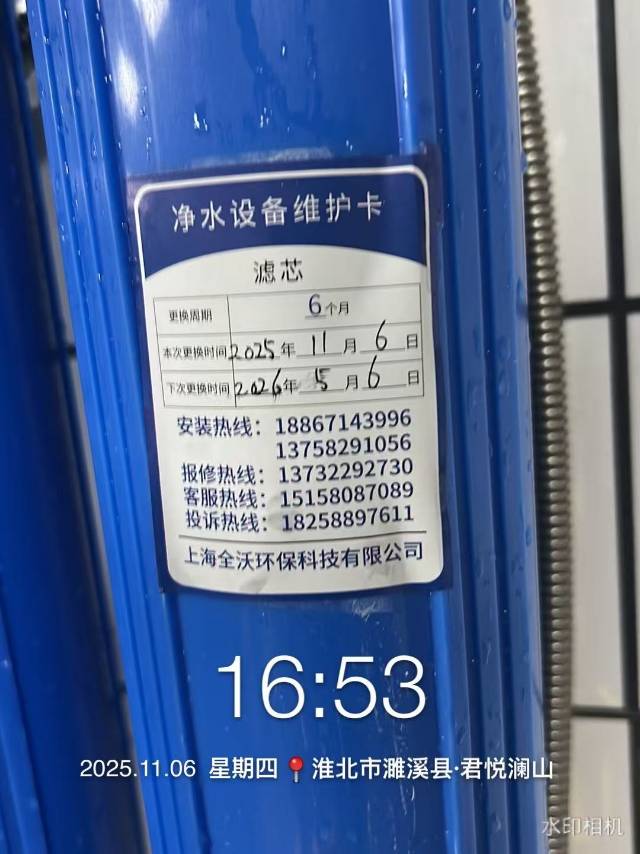 净水设备维护卡
滤芯
更换周期 6个月
本次更换时间 2025年 11月 6日
下次更换时间 2026年 5月 6日
安装热线：18867143996
13758291056
报修热线：13732292730
客服热线：15158087089
投诉热线：18258897611
上海全沃环保科技有限公司
16:53
2025.11.06 星期四📍淮北市濉溪县·君悦澜山
水印相机